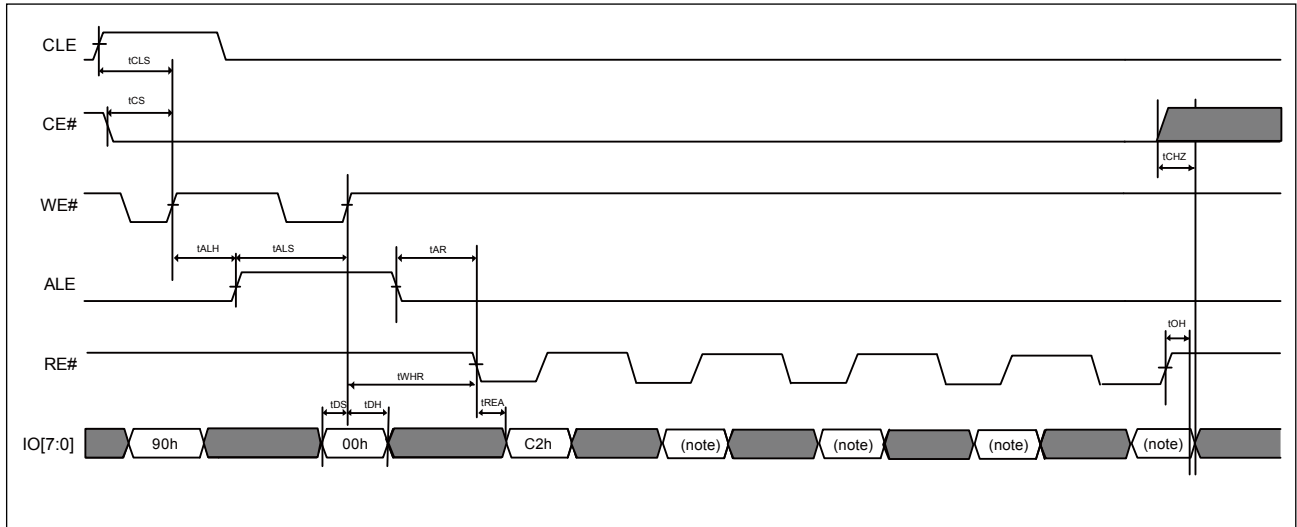 CLE
tCLS
tCS
CE#
tCHZ
WE#
tALH tALS tAR
ALE
tOH
RE#
tWHR
tDS tDH tREA
IO[7:0] 90h 00h C2h (note) (note) (note) (note)